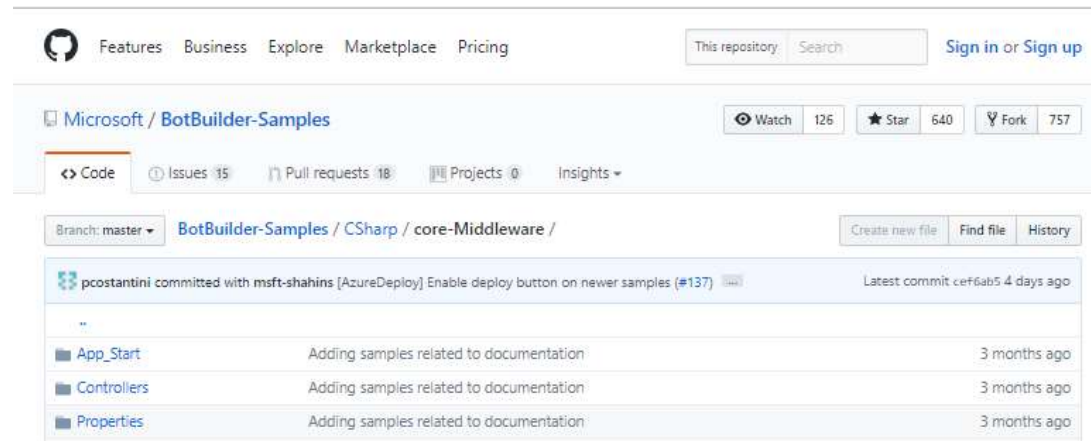 Features Business Explore Marketplace Pricing This repository Search Sign in or Sign up
Microsoft / BotBuilder-Samples Watch 126 Star 640 Fork 757
<> Code Issues 15 Pull requests 18 Projects 0 Insights
Branch: master BotBuilder-Samples / CSharp / core-Middleware / Create new file Find file History
pcostantini committed with msft-shahins [AzureDeploy] Enable deploy button on newer samples (#137) ... Latest commit cef6ab5 4 days ago
..
App_Start Adding samples related to documentation 3 months ago
Controllers Adding samples related to documentation 3 months ago
Properties Adding samples related to documentation 3 months ago